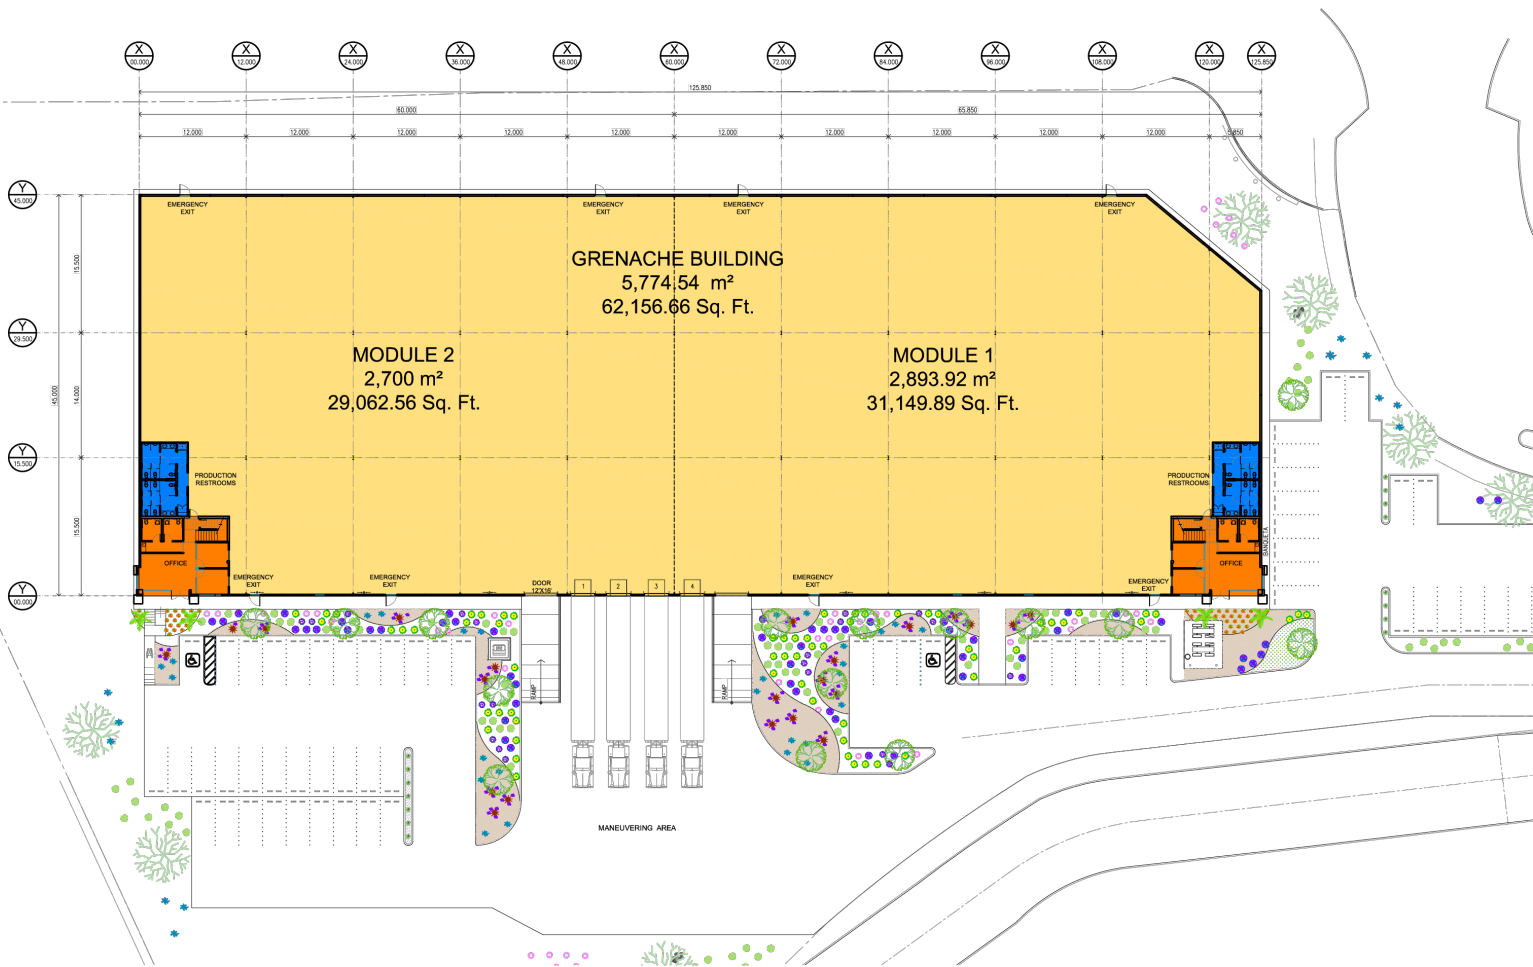 X X X X X X X X X X X X
00.000 12.000 24.000 36.000 48.000 60.000 72.000 84.000 96.000 108.000 120.000 125.850
125.850
60.000 65.850
12.000 12.000 12.000 12.000 12.000 12.000 12.000 12.000 12.000 12.000 5.850
Y
45.000
EMERGENCY EXIT
EMERGENCY EXIT
EMERGENCY EXIT
EMERGENCY EXIT
15.500
GRENACHE BUILDING
5,774.54 m²
62,156.66 Sq. Ft.
Y
29.500
MODULE 2
2,700 m²
29,062.56 Sq. Ft.
MODULE 1
2,893.92 m²
31,149.89 Sq. Ft.
45.000
14.000
Y
15.500
PRODUCTION
RESTROOMS
PRODUCTION
RESTROOMS
15.500
OFFICE
OFFICE
BANQUETA
EMERGENCY
EXIT
EMERGENCY
EXIT
DOOR
12'X16'
1 2 3 4
EMERGENCY
EXIT
EMERGENCY
EXIT
Y
00.000
RAMP
RAMP
MANEUVERING AREA